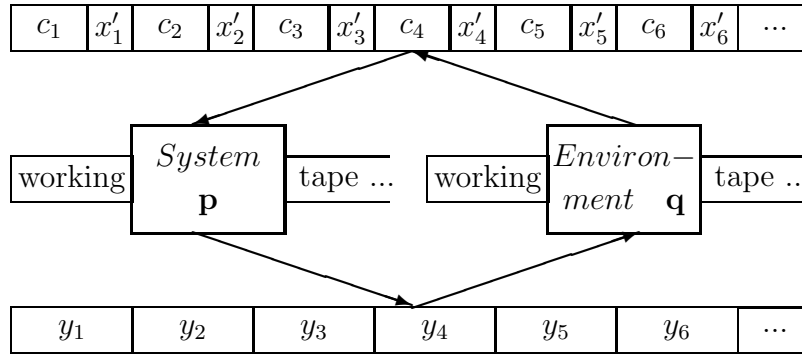 c₁ x′₁ c₂ x′₂ c₃ x′₃ c₄ x′₄ c₅ x′₅ c₆ x′₆ ...
working System p tape ... working Environ− ment q tape ...
y₁ y₂ y₃ y₄ y₅ y₆ ...